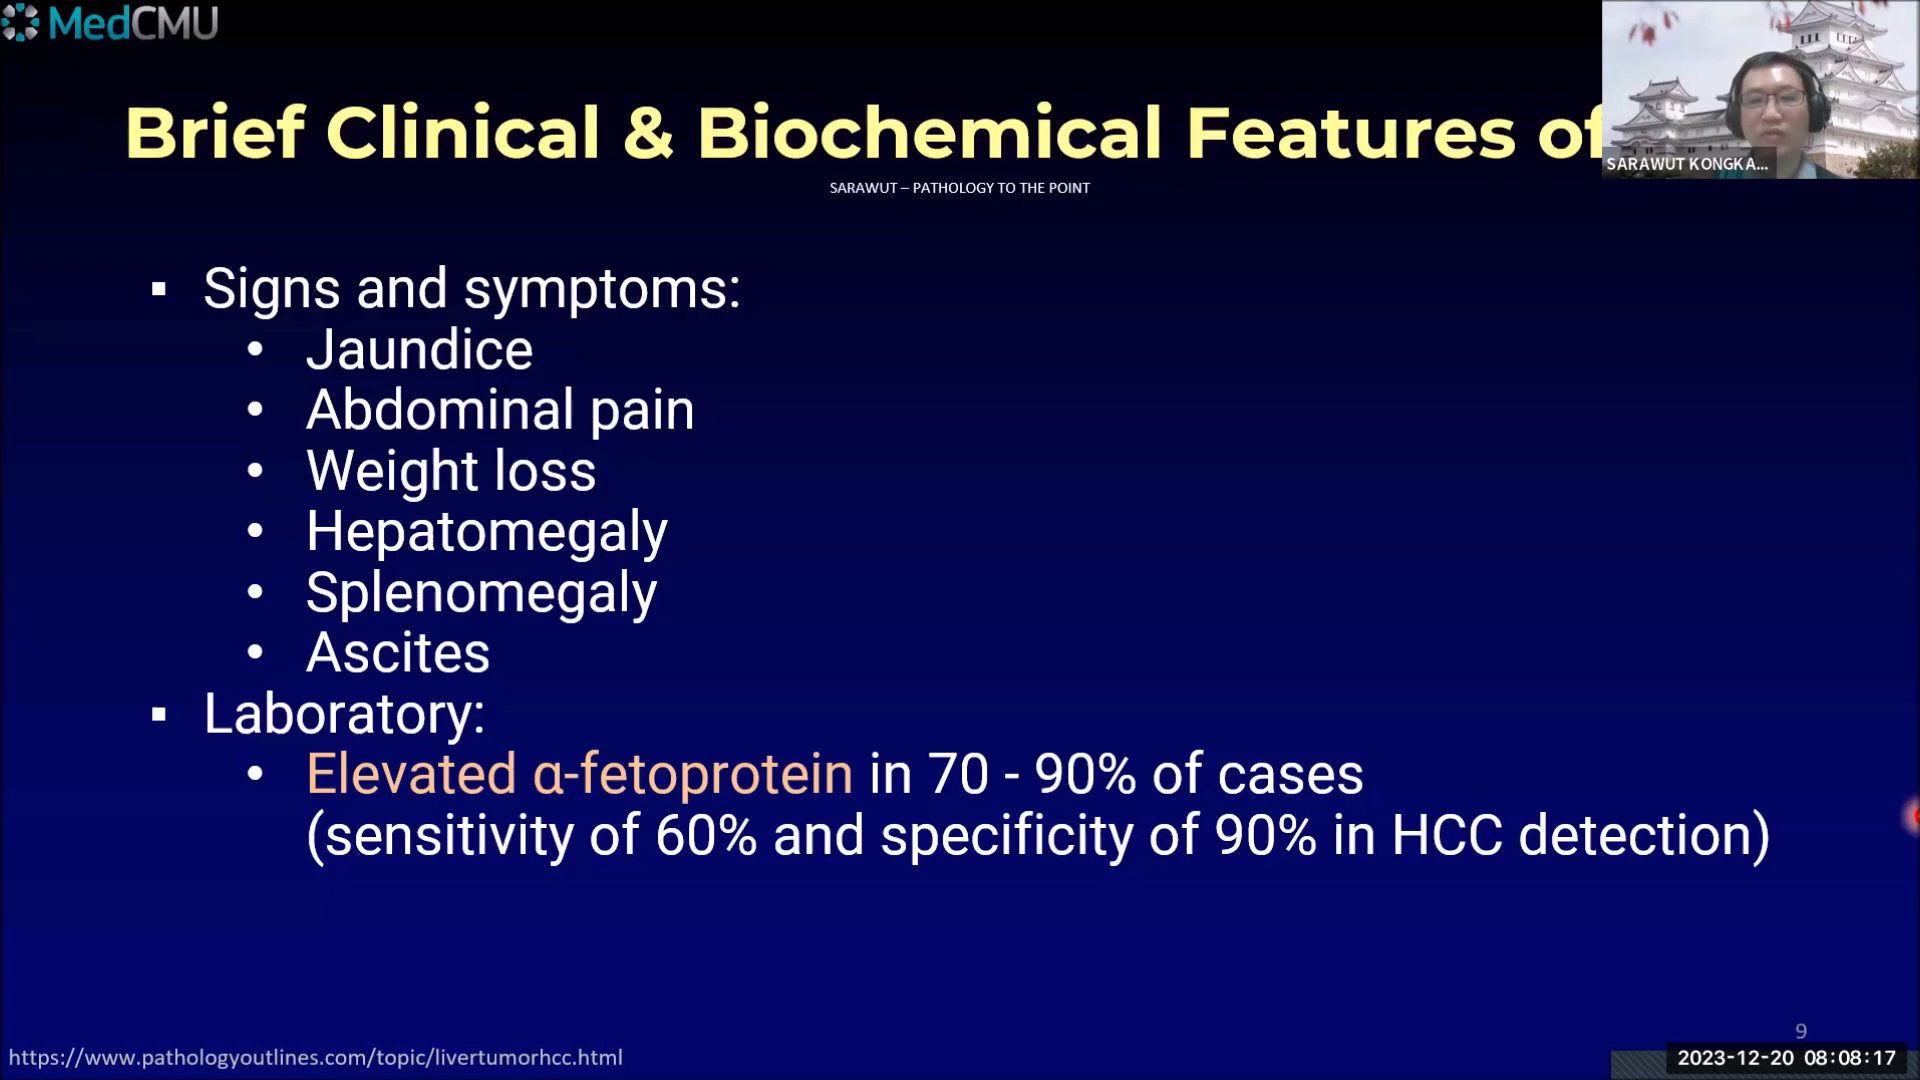 MedCMU
Brief Clinical & Biochemical Features of
SARAWUT KONGKA...
SARAWUT – PATHOLOGY TO THE POINT
▪ Signs and symptoms:
• Jaundice
• Abdominal pain
• Weight loss
• Hepatomegaly
• Splenomegaly
• Ascites
▪ Laboratory:
• Elevated α-fetoprotein in 70 - 90% of cases
(sensitivity of 60% and specificity of 90% in HCC detection)
9
https://www.pathologyoutlines.com/topic/livertumorhcc.html
2023-12-20 08:08:17